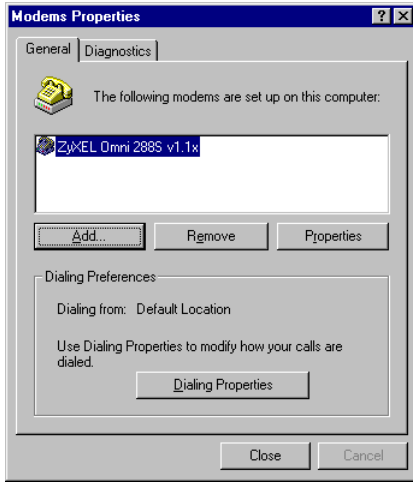 Modems Properties
General Diagnostics
The following modems are set up on this computer:
ZyXEL Omni 288S v1.1x
Add... Remove Properties
Dialing Preferences
Dialing from: Default Location
Use Dialing Properties to modify how your calls are
dialed.
Dialing Properties
Close Cancel